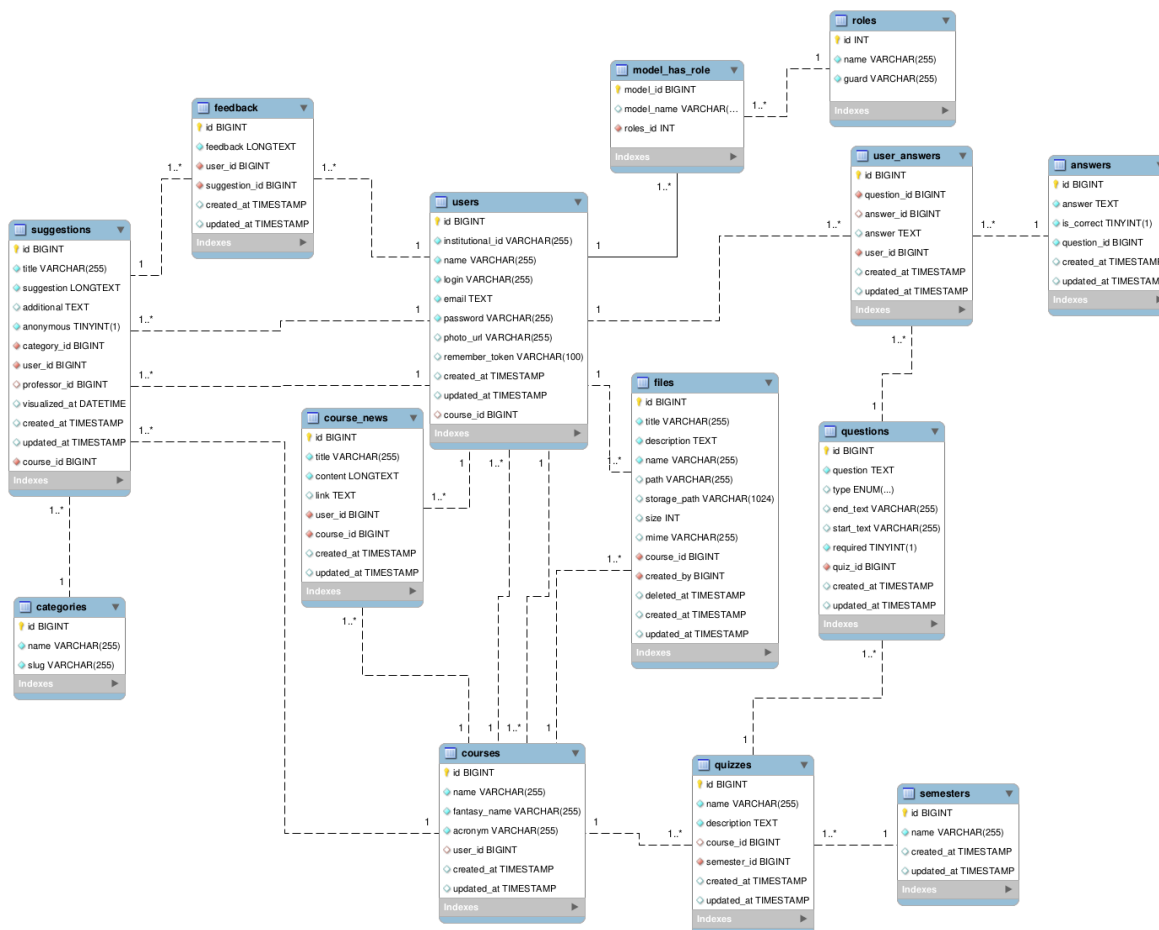 roles
id INT
name VARCHAR(255)
guard VARCHAR(255)
Indexes
model_has_role
model_id BIGINT
model_name VARCHAR(...
roles_id INT
Indexes
1
1..*
1..*
feedback
id BIGINT
feedback LONGTEXT
user_id BIGINT
suggestion_id BIGINT
created_at TIMESTAMP
updated_at TIMESTAMP
Indexes
1..*
1..*
user_answers
id BIGINT
question_id BIGINT
answer_id BIGINT
answer TEXT
user_id BIGINT
created_at TIMESTAMP
updated_at TIMESTAMP
Indexes
1..*
1..*
1
1..*
answers
id BIGINT
answer TEXT
is_correct TINYINT(1)
question_id BIGINT
created_at TIMESTAMP
updated_at TIMESTAMP
Indexes
suggestions
id BIGINT
title VARCHAR(255)
suggestion LONGTEXT
additional TEXT
anonymous TINYINT(1)
category_id BIGINT
user_id BIGINT
professor_id BIGINT
visualized_at DATETIME
created_at TIMESTAMP
updated_at TIMESTAMP
course_id BIGINT
Indexes
1
1..*
1..*
1..*
1..*
1
users
id BIGINT
institutional_id VARCHAR(255)
name VARCHAR(255)
login VARCHAR(255)
email TEXT
password VARCHAR(255)
photo_url VARCHAR(255)
remember_token VARCHAR(100)
created_at TIMESTAMP
updated_at TIMESTAMP
course_id BIGINT
Indexes
1
1
1
1
1
1
1
1..*
1
files
id BIGINT
title VARCHAR(255)
description TEXT
name VARCHAR(255)
path VARCHAR(255)
storage_path VARCHAR(1024)
size INT
mime VARCHAR(255)
course_id BIGINT
created_by BIGINT
deleted_at TIMESTAMP
created_at TIMESTAMP
updated_at TIMESTAMP
Indexes
1..*
1..*
course_news
id BIGINT
title VARCHAR(255)
content LONGTEXT
link TEXT
user_id BIGINT
course_id BIGINT
created_at TIMESTAMP
updated_at TIMESTAMP
Indexes
1..*
1..*
questions
id BIGINT
question TEXT
type ENUM(...)
end_text VARCHAR(255)
start_text VARCHAR(255)
required TINYINT(1)
quiz_id BIGINT
created_at TIMESTAMP
updated_at TIMESTAMP
Indexes
1
1..*
categories
id BIGINT
name VARCHAR(255)
slug VARCHAR(255)
Indexes
1
1
1..*
1
courses
id BIGINT
name VARCHAR(255)
fantasy_name VARCHAR(255)
acronym VARCHAR(255)
user_id BIGINT
created_at TIMESTAMP
updated_at TIMESTAMP
Indexes
1
1
1..*
1
quizzes
id BIGINT
name VARCHAR(255)
description TEXT
course_id BIGINT
semester_id BIGINT
created_at TIMESTAMP
updated_at TIMESTAMP
Indexes
1..*
1
semesters
id BIGINT
name VARCHAR(255)
created_at TIMESTAMP
updated_at TIMESTAMP
Indexes